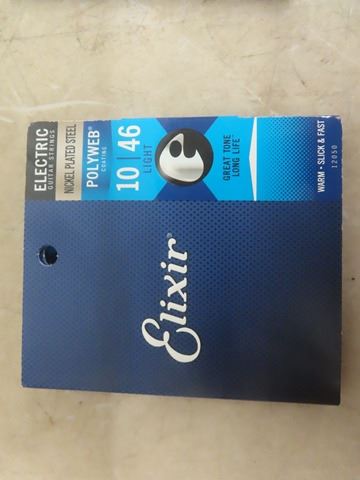 ELECTRIC
GUITAR STRINGS
NICKEL PLATED STEEL
POLYWEB®
COATING
10 | 46
LIGHT
e
GREAT TONE
LONG LIFE™
WARM • SLICK & FAST
12050
Elixir®